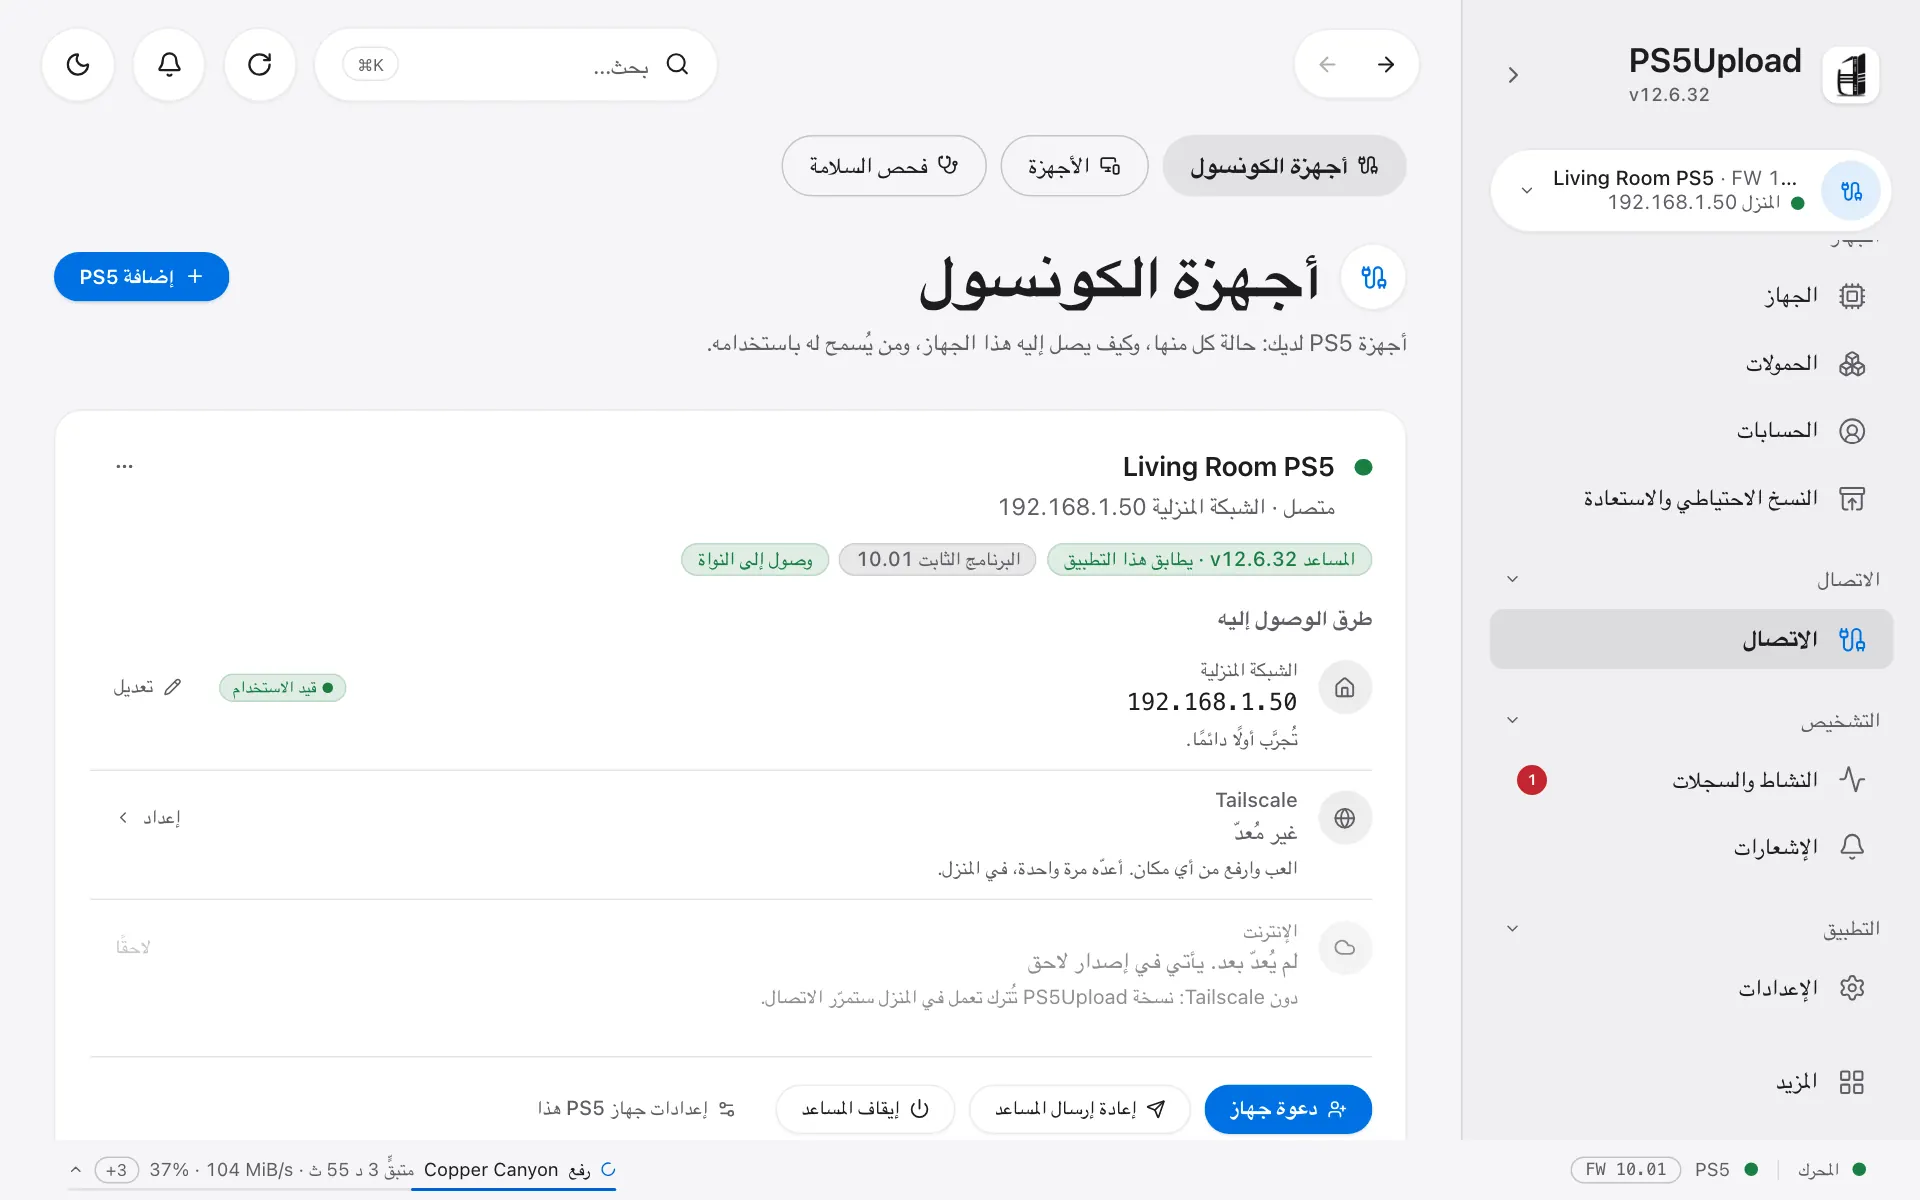 PS5Upload
v12.6.32
Living Room PS5 · FW 1...
المنزل 192.168.1.50
الجهاز
الحمولات
الحسابات
النسخ الاحتياطي والاستعادة
الاتصال
الاتصال
التشخيص
النشاط والسجلات
1
الإشعارات
التطبيق
الإعدادات
المزيد
بحث...
⌘K
أجهزة الكونسول
الأجهزة
فحص السلامة
أجهزة الكونسول
إضافة PS5
أجهزة PS5 لديك: حالة كل منها، وكيف يصل إليه هذا الجهاز، ومن يُسمح له باستخدامه.
Living Room PS5
...
متصل · الشبكة المنزلية 192.168.1.50
المساعد v12.6.32 · يطابق هذا التطبيق
البرنامج الثابت 10.01
وصول إلى النواة
طرق الوصول إليه
الشبكة المنزلية
192.168.1.50
تُجرَّب أولًا دائمًا.
قيد الاستخدام
تعديل
Tailscale
غير مُعدّ
العب وارفع من أي مكان. أعدّه مرة واحدة، في المنزل.
إعداد
الإنترنت
لم يُعدّ بعد. يأتي في إصدار لاحق
دون Tailscale: نسخة PS5Upload تُترك تعمل في المنزل ستمرّر الاتصال.
لاحقًا
دعوة جهاز
إعادة إرسال المساعد
إيقاف المساعد
إعدادات جهاز PS5 هذا
المحرك
PS5
FW 10.01
رفع Copper Canyon
متبقٍّ 3 د 55 ث · 104 MiB/s · 37%
+3